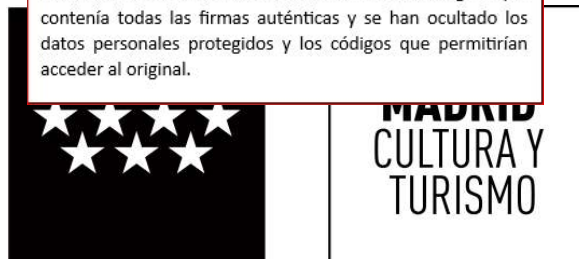 contenía todas las firmas auténticas y se han ocultado los
datos personales protegidos y los códigos que permitirían
acceder al original.
MADRID
CULTURA Y
TURISMO